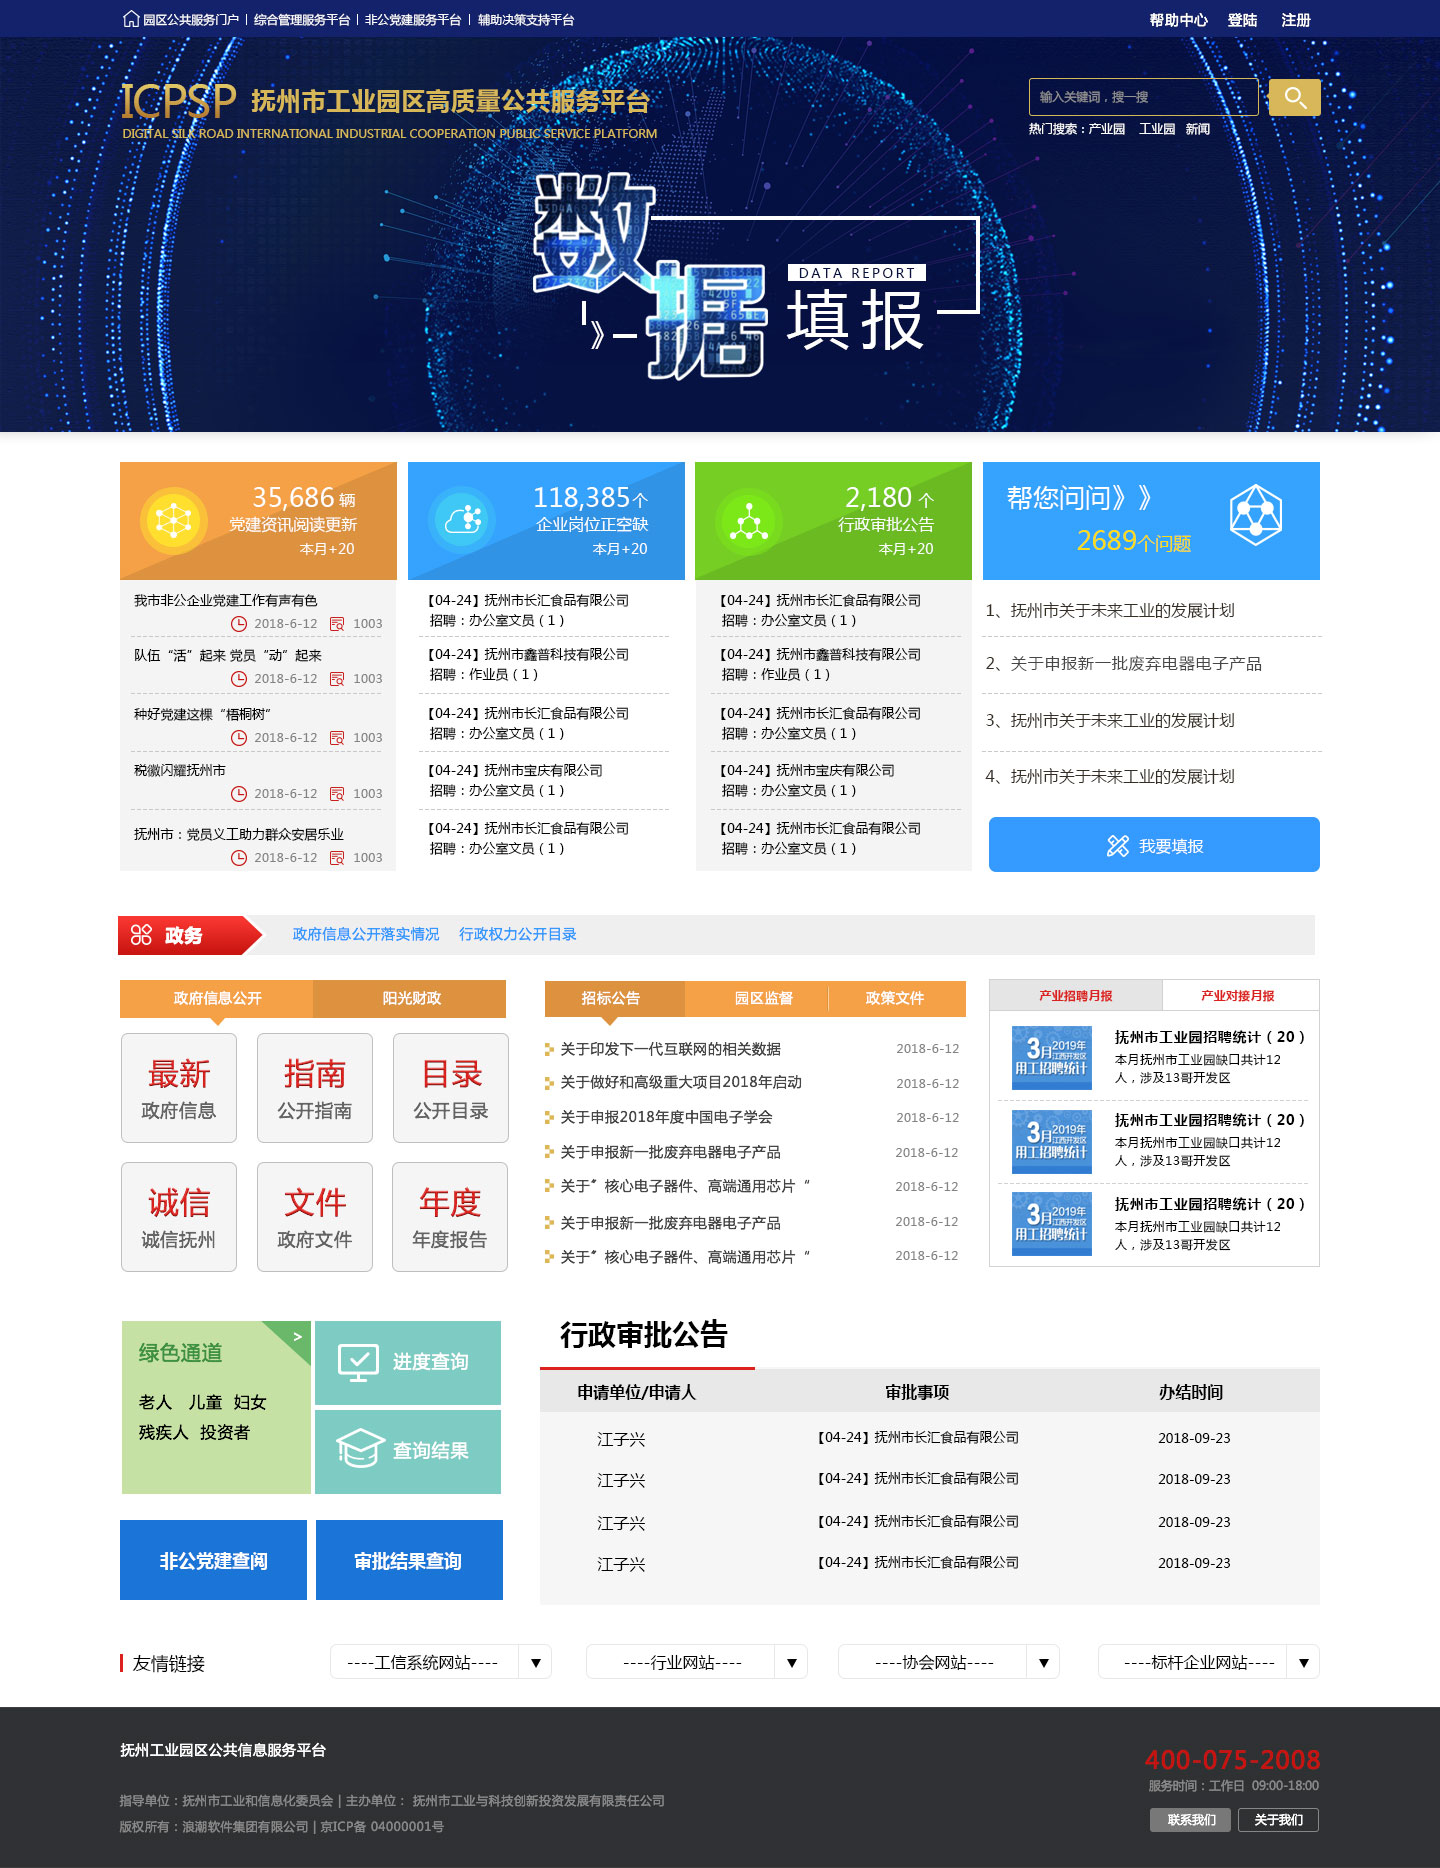 园区公共服务门户 | 综合管理服务平台 | 非公党建服务平台 | 辅助决策支持平台
帮助中心 登陆 注册
ICPSP 抚州市工业园区高质量公共服务平台
DIGITAL SILK ROAD INTERNATIONAL INDUSTRIAL COOPERATION PUBLIC SERVICE PLATFORM
输入关键词，搜一搜
热门搜索：产业园 工业园 新闻
数据
DATA REPORT
填报
35,686 辆
党建资讯阅读更新
本月+20
118,385 个
企业岗位正空缺
本月+20
2,180 个
行政审批公告
本月+20
帮您问问》》
2689个问题
我市非公企业党建工作有声有色
2018-6-12 1003
队伍“活”起来 党员“动”起来
2018-6-12 1003
种好党建这棵“梧桐树”
2018-6-12 1003
税徽闪耀抚州市
2018-6-12 1003
抚州市：党员义工助力群众安居乐业
2018-6-12 1003
【04-24】抚州市长汇食品有限公司
招聘：办公室文员（1）
【04-24】抚州市鑫普科技有限公司
招聘：作业员（1）
【04-24】抚州市长汇食品有限公司
招聘：办公室文员（1）
【04-24】抚州市宝庆有限公司
招聘：办公室文员（1）
【04-24】抚州市长汇食品有限公司
招聘：办公室文员（1）
【04-24】抚州市长汇食品有限公司
招聘：办公室文员（1）
【04-24】抚州市鑫普科技有限公司
招聘：作业员（1）
【04-24】抚州市长汇食品有限公司
招聘：办公室文员（1）
【04-24】抚州市宝庆有限公司
招聘：办公室文员（1）
【04-24】抚州市长汇食品有限公司
招聘：办公室文员（1）
1、抚州市关于未来工业的发展计划
2、关于申报新一批废弃电器电子产品
3、抚州市关于未来工业的发展计划
4、抚州市关于未来工业的发展计划
我要填报
政务
政府信息公开落实情况 行政权力公开目录
政府信息公开 阳光财政
最新
政府信息
指南
公开指南
目录
公开目录
诚信
诚信抚州
文件
政府文件
年度
年度报告
招标公告 园区监督 政策文件
关于印发下一代互联网的相关数据 2018-6-12
关于做好和高级重大项目2018年启动 2018-6-12
关于申报2018年度中国电子学会 2018-6-12
关于申报新一批废弃电器电子产品 2018-6-12
关于〞核心电子器件、高端通用芯片“ 2018-6-12
关于申报新一批废弃电器电子产品 2018-6-12
关于〞核心电子器件、高端通用芯片“ 2018-6-12
产业招聘月报 产业对接月报
3月 2019年
江西开发区
用工招聘统计
抚州市工业园招聘统计（20）
本月抚州市工业园缺口共计12
人，涉及13哥开发区
3月 2019年
江西开发区
用工招聘统计
抚州市工业园招聘统计（20）
本月抚州市工业园缺口共计12
人，涉及13哥开发区
3月 2019年
江西开发区
用工招聘统计
抚州市工业园招聘统计（20）
本月抚州市工业园缺口共计12
人，涉及13哥开发区
绿色通道 >
老人 儿童 妇女
残疾人 投资者
进度查询
查询结果
非公党建查阅
审批结果查询
行政审批公告
申请单位/申请人 审批事项 办结时间
江子兴 【04-24】抚州市长汇食品有限公司 2018-09-23
江子兴 【04-24】抚州市长汇食品有限公司 2018-09-23
江子兴 【04-24】抚州市长汇食品有限公司 2018-09-23
江子兴 【04-24】抚州市长汇食品有限公司 2018-09-23
友情链接
----工信系统网站---- ▼
----行业网站---- ▼
----协会网站---- ▼
----标杆企业网站---- ▼
抚州工业园区公共信息服务平台
指导单位：抚州市工业和信息化委员会 | 主办单位： 抚州市工业与科技创新投资发展有限责任公司
版权所有：浪潮软件集团有限公司 | 京ICP备 04000001号
400-075-2008
服务时间：工作日 09:00-18:00
联系我们 关于我们